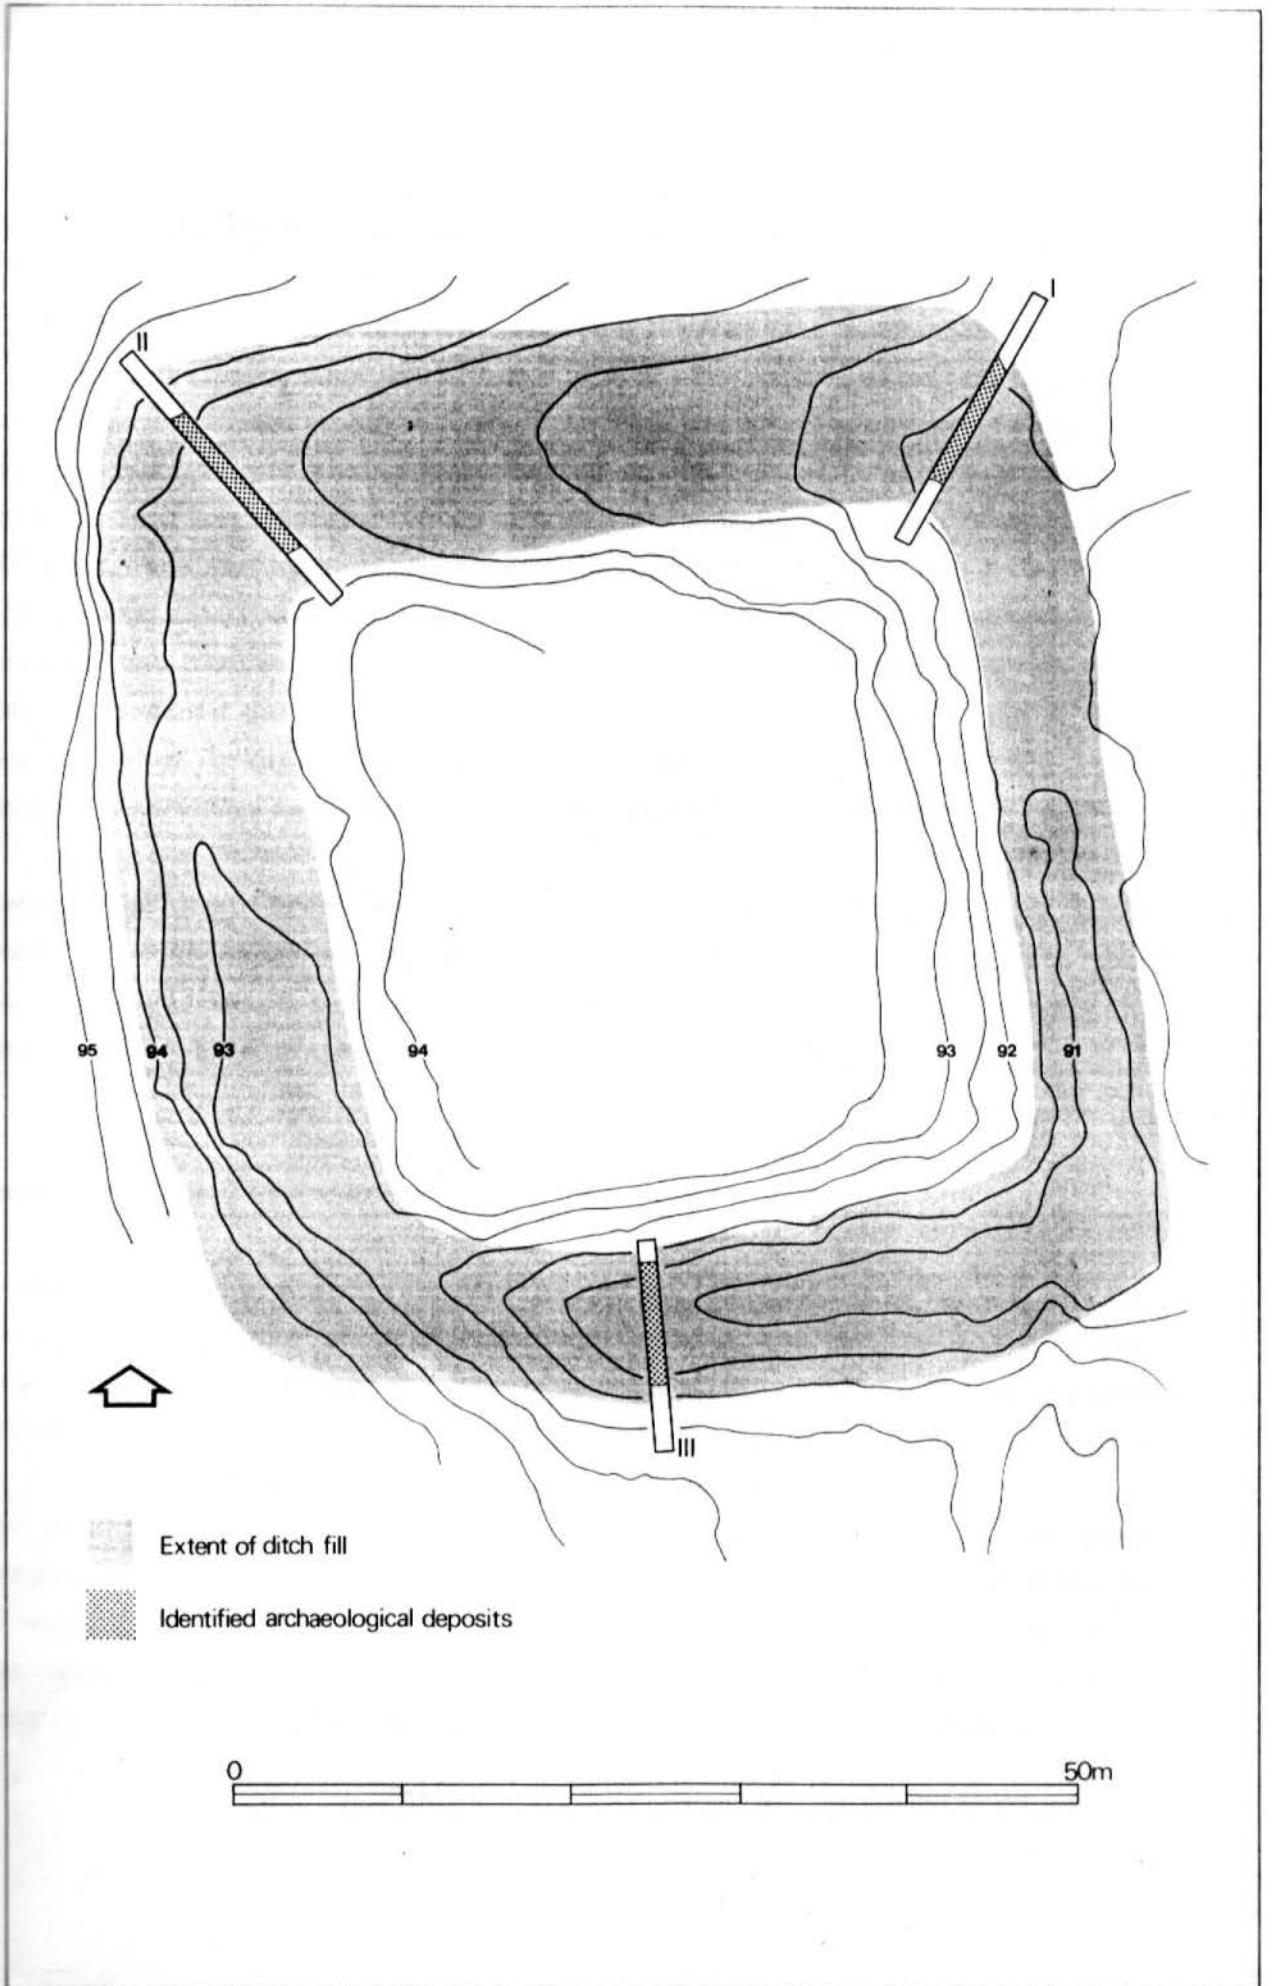 I
II
95
94
93
94
93
92
91
III
Extent of ditch fill
Identified archaeological deposits
0
50m